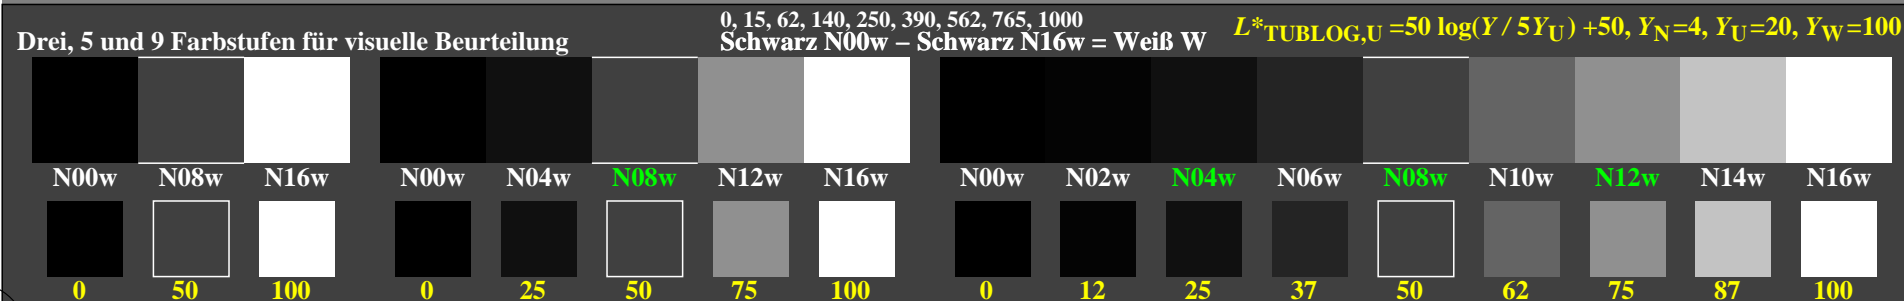 Drei, 5 und 9 Farbstufen für visuelle Beurteilung
0, 15, 62, 140, 250, 390, 562, 765, 1000
Schwarz N00w – Schwarz N16w = Weiß W
L*TUBLOG,U =50 log(Y / 5YU) +50, YN=4, YU=20, YW=100
N00w N08w N16w N00w N04w N08w N12w N16w N00w N02w N04w N06w N08w N10w N12w N14w N16w
0 50 100 0 25 50 75 100 0 12 25 37 50 62 75 87 100